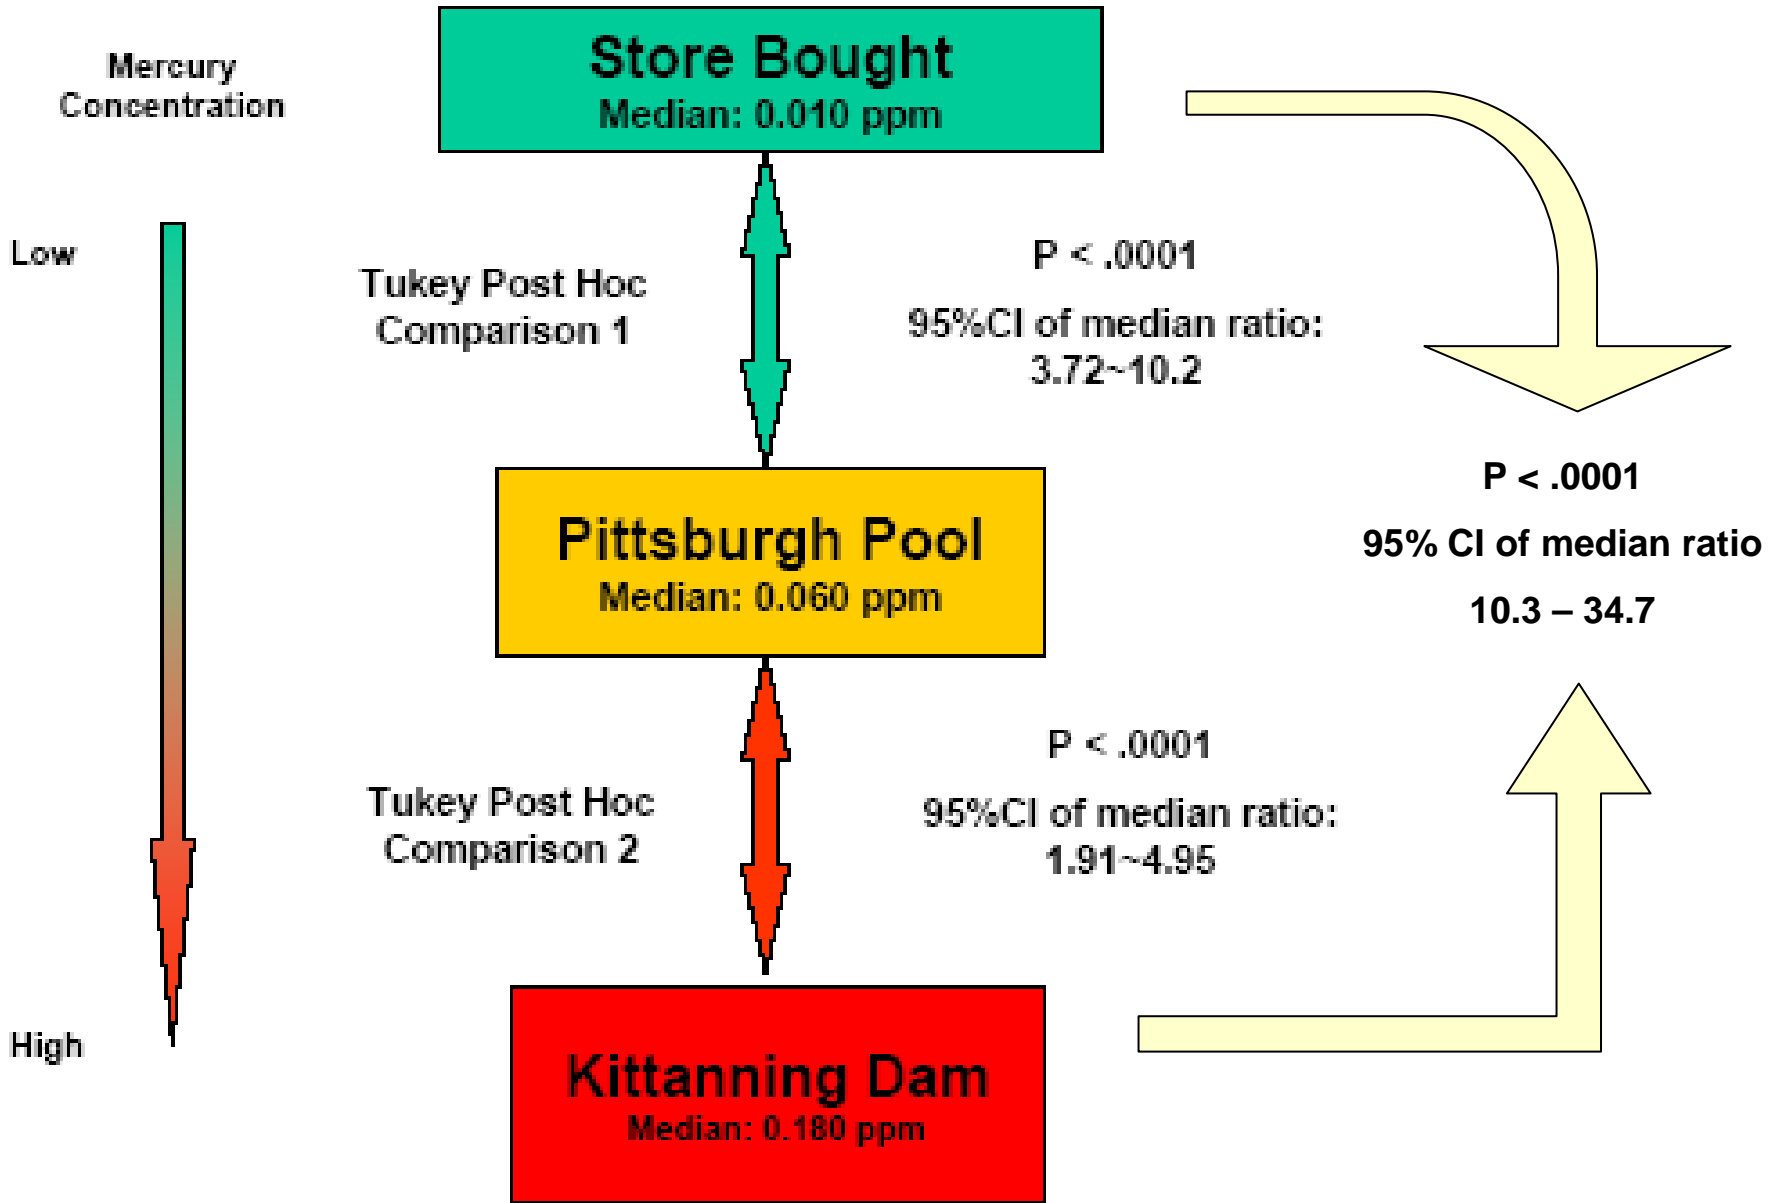 Mercury
Concentration
Store Bought
Median: 0.010 ppm
Low
Tukey Post Hoc
Comparison 1
P < .0001
95%CI of median ratio:
3.72~10.2
P < .0001
95% CI of median ratio
10.3 – 34.7
Pittsburgh Pool
Median: 0.060 ppm
Tukey Post Hoc
Comparison 2
P < .0001
95%CI of median ratio:
1.91~4.95
High
Kittanning Dam
Median: 0.180 ppm